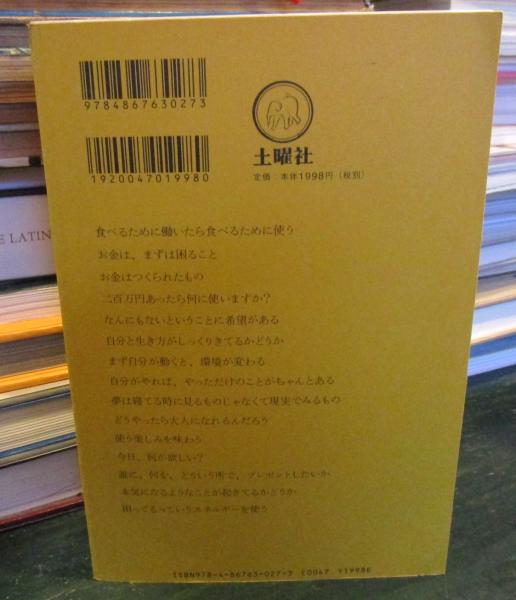 9784867630273
1920047019980
土曜社
定価：本体1998円（税別）
食べるために働いたら食べるために使う
お金は、まずは困ること
お金はつくられたもの
二百万円あったら何に使いますか？
なんにもないということに希望がある
自分と生き方がしっくりきてるかどうか
まず自分が動くと、環境が変わる
自分がやれば、やっただけのことがちゃんとある
夢は寝てる時に見るものじゃなくて現実でみるもの
どうやったら大人になれるんだろう
使う楽しみを味わう
今日、何が欲しい？
誰に、何を、どういう所で、プレゼントしたいか
本気になるようなことが起きてるかどうか
困ってるっていうエネルギーを使う
ISBN978-4-86763-027-3 C0047 ¥1998E
E LATIN